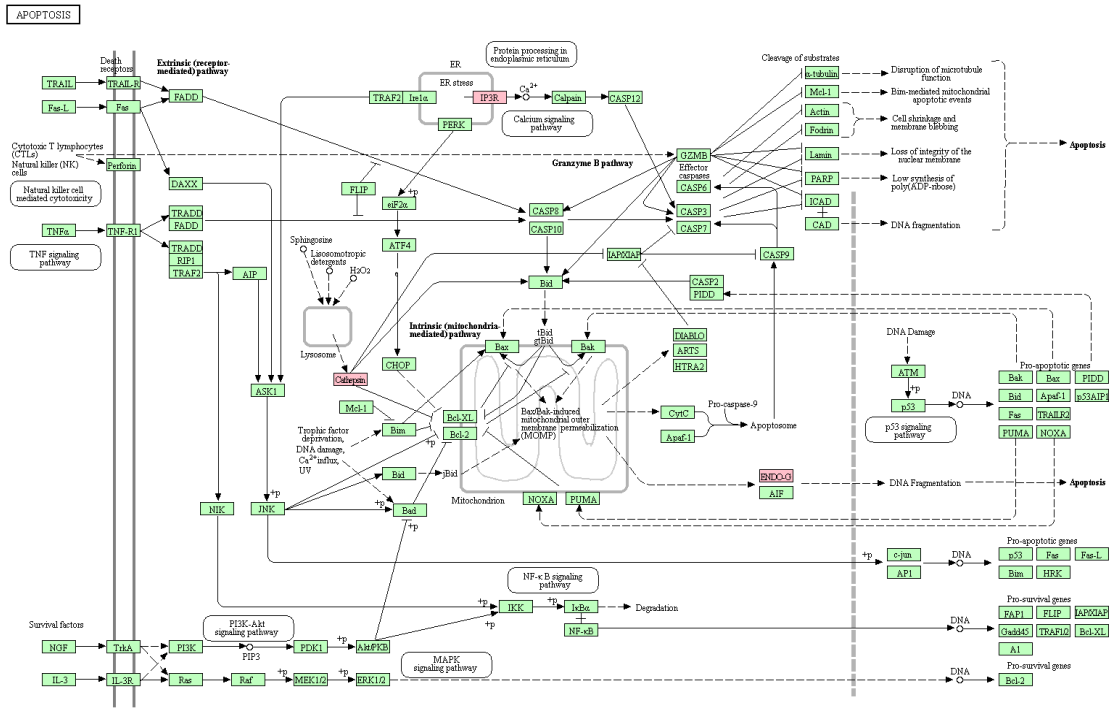 APOPTOSIS
Death
receptors
Extrinsic (receptor-
mediated) pathway
TRAIL
TRAIL-R
Fas-L
Fas
FADD
Cytotoxic T lymphocytes
(CTLs)
Natural killer (NK)
cells
Perforin
Natural killer cell
mediated cytotoxicity
DAXX
TNFα
TNF-R1
TRADD
FADD
TRADD
RIP1
TRAF2
AIP
TNF signaling
pathway
ER
ER stress
Protein processing in
endoplasmic reticulum
TRAF2
Ire1α
IP3R
Ca2+
Calpain
CASP12
PERK
Calcium signaling
pathway
Granzyme B pathway
FLIP
+p
eiF2α
ATF4
CHOP
Sphingosine
Lisosomotropic
detergents
H2O2
Lysosome
Cathepsin
ASK1
CASP8
CASP10
Bid
GZMB
Effector
caspases
CASP6
CASP3
CASP7
IAP/XIAP
CASP9
CASP2
PIDD
Cleavage of substrates
α-tubulin
Mcl-1
Actin
Fodrin
Lamin
PARP
ICAD
CAD
Disruption of microtubule
function
Bim-mediated mitochondrial
apoptotic events
Cell shrinkage and
membrane blebbing
Loss of integrity of the
nuclear membrane
Low synthesis of
poly(ADP-ribose)
DNA fragmentation
Apoptosis
Intrinsic (mitochondria-
mediated) pathway
tBid
gtBid
Bax
Bak
DIABLO
ARTS
HTRA2
Mcl-1
Bcl-XL
Bcl-2
Bim
+p
Trophic factor
deprivation,
DNA damage,
Ca2+ influx,
UV
Bid
jBid
Bad
+p
Bax/Bak-induced
mitochondrial outer
membrane permeabilization
(MOMP)
Mitochondrion
NOXA
PUMA
CytC
Apaf-1
Pro-caspase-9
Apoptosome
ENDO-G
AIF
DNA Damage
ATM
+p
p53
p53 signaling
pathway
DNA
Pro-apoptotic genes
Bak
Bax
PIDD
Bid
Apaf-1
p53AIP1
Fas
TRAILR2
PUMA
NOXA
DNA Fragmentation
Apoptosis
NIK
+p
JNK
+p
c-jun
AP1
DNA
Pro-apoptotic genes
p53
Fas
Fas-L
Bim
HRK
NF-κB signaling
pathway
+p
IKK
+p
+p
IκBα
NF-κB
Degradation
DNA
Pro-survival genes
FAP1
FLIP
IAP/XIAP
Gadd45
TRAF1/2
Bcl-XL
A1
Survival factors
NGF
TrkA
PI3K
PI3K-Akt
signaling pathway
PIP3
PDK1
+p
Akt/PKB
IL-3
IL-3R
Ras
Raf
+p
MEK1/2
+p
ERK1/2
MAPK
signaling pathway
DNA
Pro-survival genes
Bcl-2